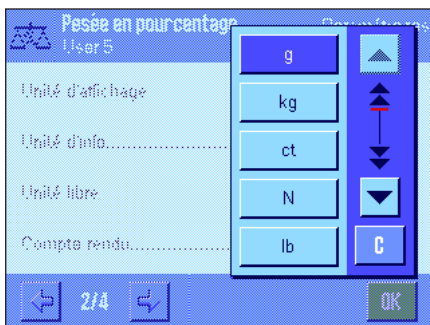 Pesée en pourcentage
User 5
Unité d'affichage
Unité d'info
Unité libre
Compte rendu
g
kg
ct
N
lb
C
2/4
OK